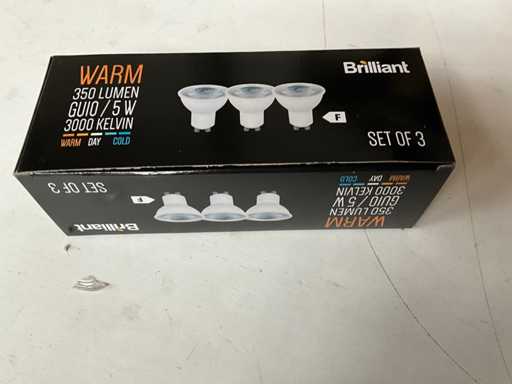 WARM
350 LUMEN
GU10 / 5 W
3000 KELVIN
WARM DAY COLD
F
Brilliant
SET OF 3
WARM
350 LUMEN
GU10 / 5 W
3000 KELVIN
WARM DAY COLD
F
Brilliant
SET OF 3